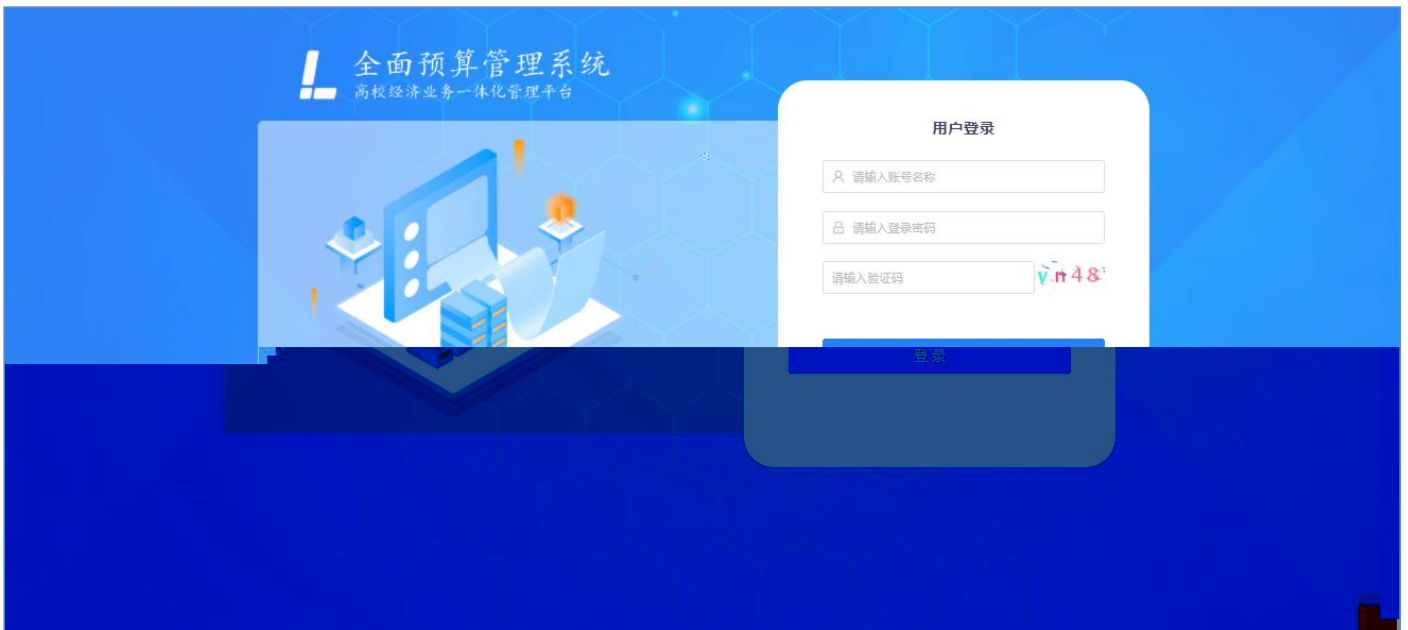 全面预算管理系统
高校经济业务一体化管理平台
用户登录
请输入账号名称
请输入登录密码
请输入验证码
yn48
登录